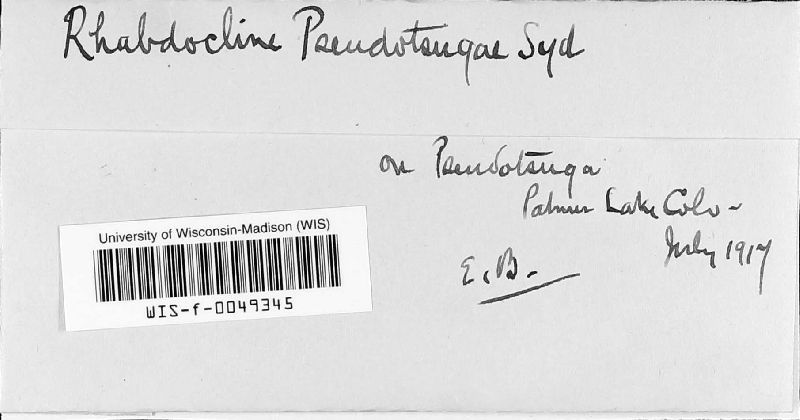 Rhabdocline Pseudotsugae Syd
on Pseudotsuga
Palmer Lake Colo -
July 1917
E. B. -
University of Wisconsin-Madison (WIS)
WIS-f-0049345